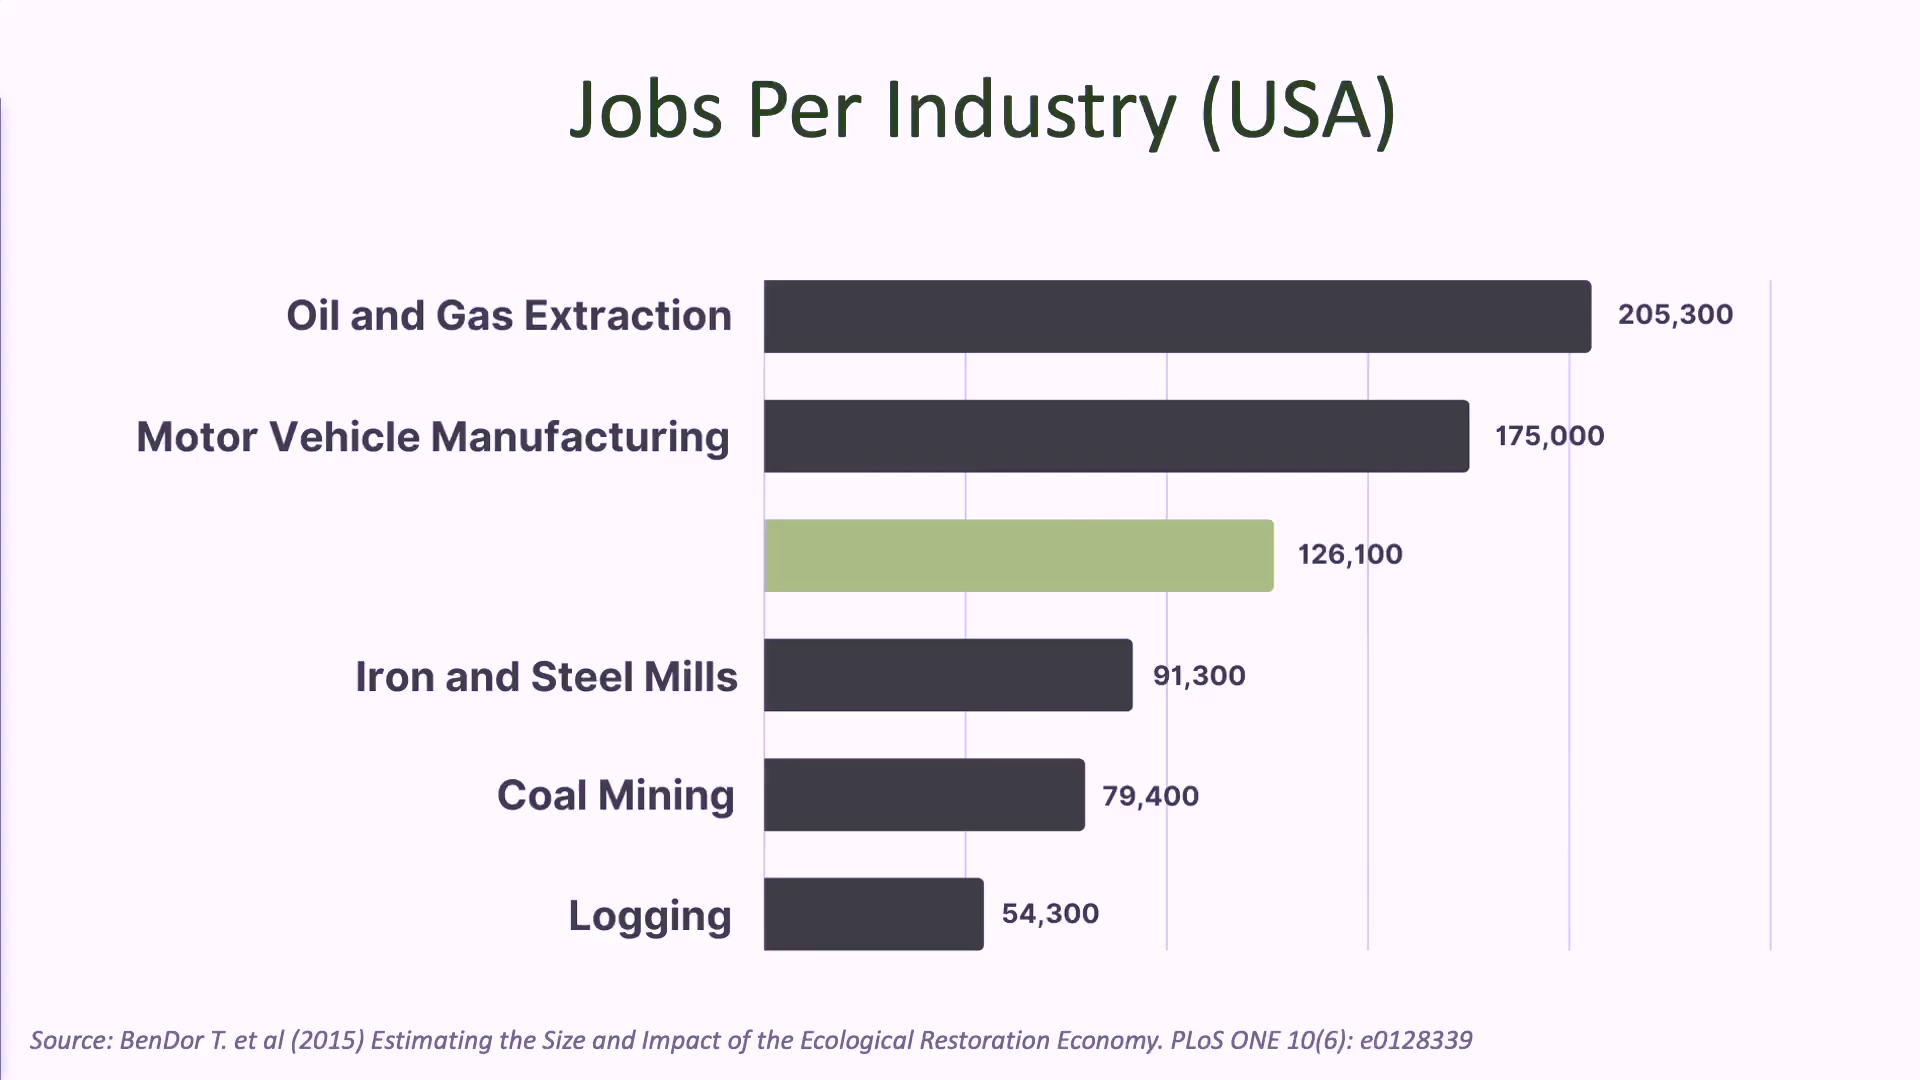 Jobs Per Industry (USA)
Oil and Gas Extraction 205,300
Motor Vehicle Manufacturing 175,000
126,100
Iron and Steel Mills 91,300
Coal Mining 79,400
Logging 54,300
Source: BenDor T. et al (2015) Estimating the Size and Impact of the Ecological Restoration Economy. PLoS ONE 10(6): e0128339